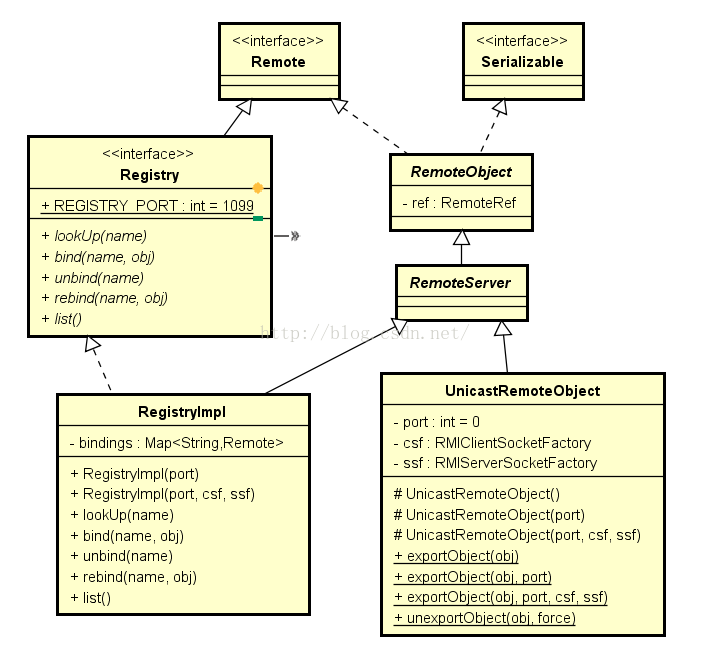 <<interface>>
Remote
<<interface>>
Serializable
<<interface>>
Registry
+ REGISTRY_PORT : int = 1099
+ lookUp(name)
+ bind(name, obj)
+ unbind(name)
+ rebind(name, obj)
+ list()
RemoteObject
- ref : RemoteRef
RemoteServer
http://blog.csdn.net/
RegistryImpl
- bindings : Map<String,Remote>
+ RegistryImpl(port)
+ RegistryImpl(port, csf, ssf)
+ lookUp(name)
+ bind(name, obj)
+ unbind(name)
+ rebind(name, obj)
+ list()
UnicastRemoteObject
- port : int = 0
- csf : RMIClientSocketFactory
- ssf : RMIServerSocketFactory
# UnicastRemoteObject()
# UnicastRemoteObject(port)
# UnicastRemoteObject(port, csf, ssf)
+ exportObject(obj)
+ exportObject(obj, port)
+ exportObject(obj, port, csf, ssf)
+ unexportObject(obj, force)